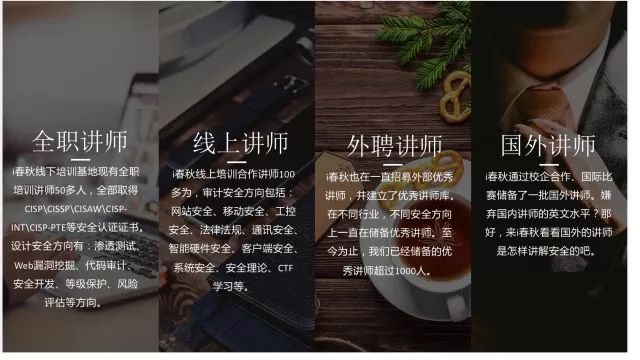 全职讲师
i春秋线下培训基地现有全职
培训讲师50多人，全部取得
CISP\CISSP\CISAW\CISP-
INT\CISP-PTE等安全认证证书。
设计安全方向有：渗透测试、
Web漏洞挖掘、代码审计、
安全开发、等级保护、风险
评估等方向。
线上讲师
i春秋线上培训合作讲师100
多为，审计安全方向包括：
网站安全、移动安全、工控
安全、法律法规、通讯安全、
智能硬件安全、客户端安全、
系统安全、安全理论、CTF
学习等。
外聘讲师
i春秋也在一直招募外部优秀
讲师，并建立了优秀讲师库。
在不同行业，不同安全方向
上一直在储备优秀讲师。至
今为止，我们已经储备的优
秀讲师超过1000人。
国外讲师
i春秋通过校企合作、国际比
赛储备了一批国外讲师。嫌
弃国内讲师的英文水平？那
好，来i春秋看看国外的讲师
是怎样讲解安全的吧。